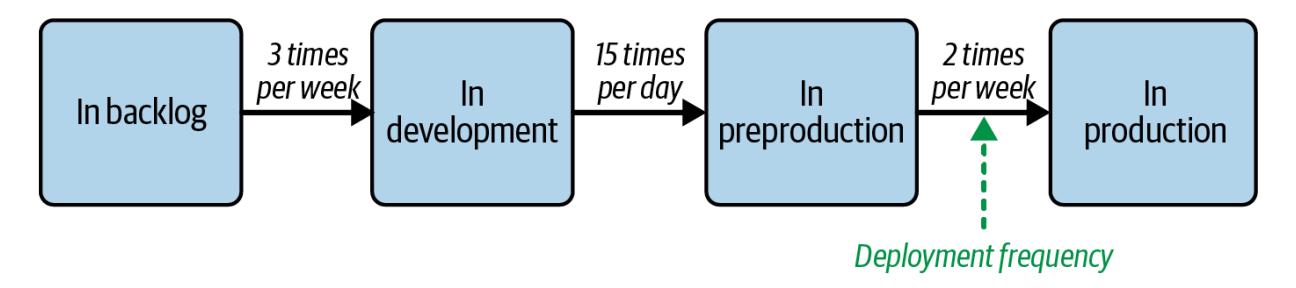 In backlog
3 times
per week
In
development
15 times
per day
In
preproduction
2 times
per week
In
production
Deployment frequency